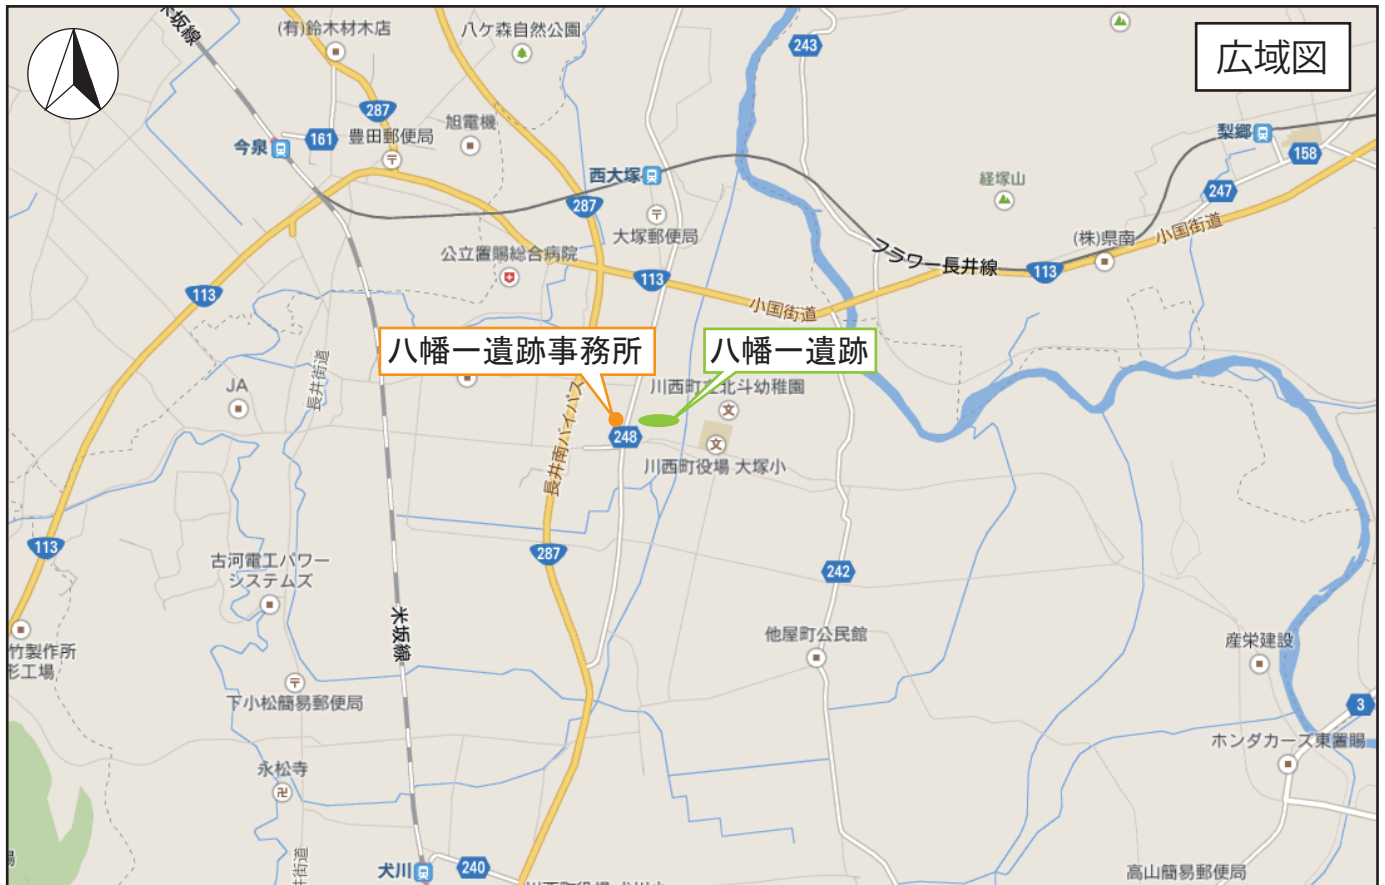 広域図
米坂線
(有)鈴木材木店
八ケ森自然公園
243
287
161
豊田郵便局
旭電機
今泉
梨郷
158
西大塚
経塚山
247
287
大塚郵便局
小国街道
(株)県南
公立置賜総合病院
フラワー長井線
113
113
113
小国街道
八幡一遺跡事務所
八幡一遺跡
長井街道
JA
川西町立北斗幼稚園
248
長井南バイパス
川西町役場 大塚小
113
287
古河電工パワー
システムズ
242
米坂線
他屋町公民館
竹製作所
形工場
産栄建設
下小松簡易郵便局
3
ホンダカーズ東置賜
永松寺
犬川
240
井街道
高山簡易郵便局